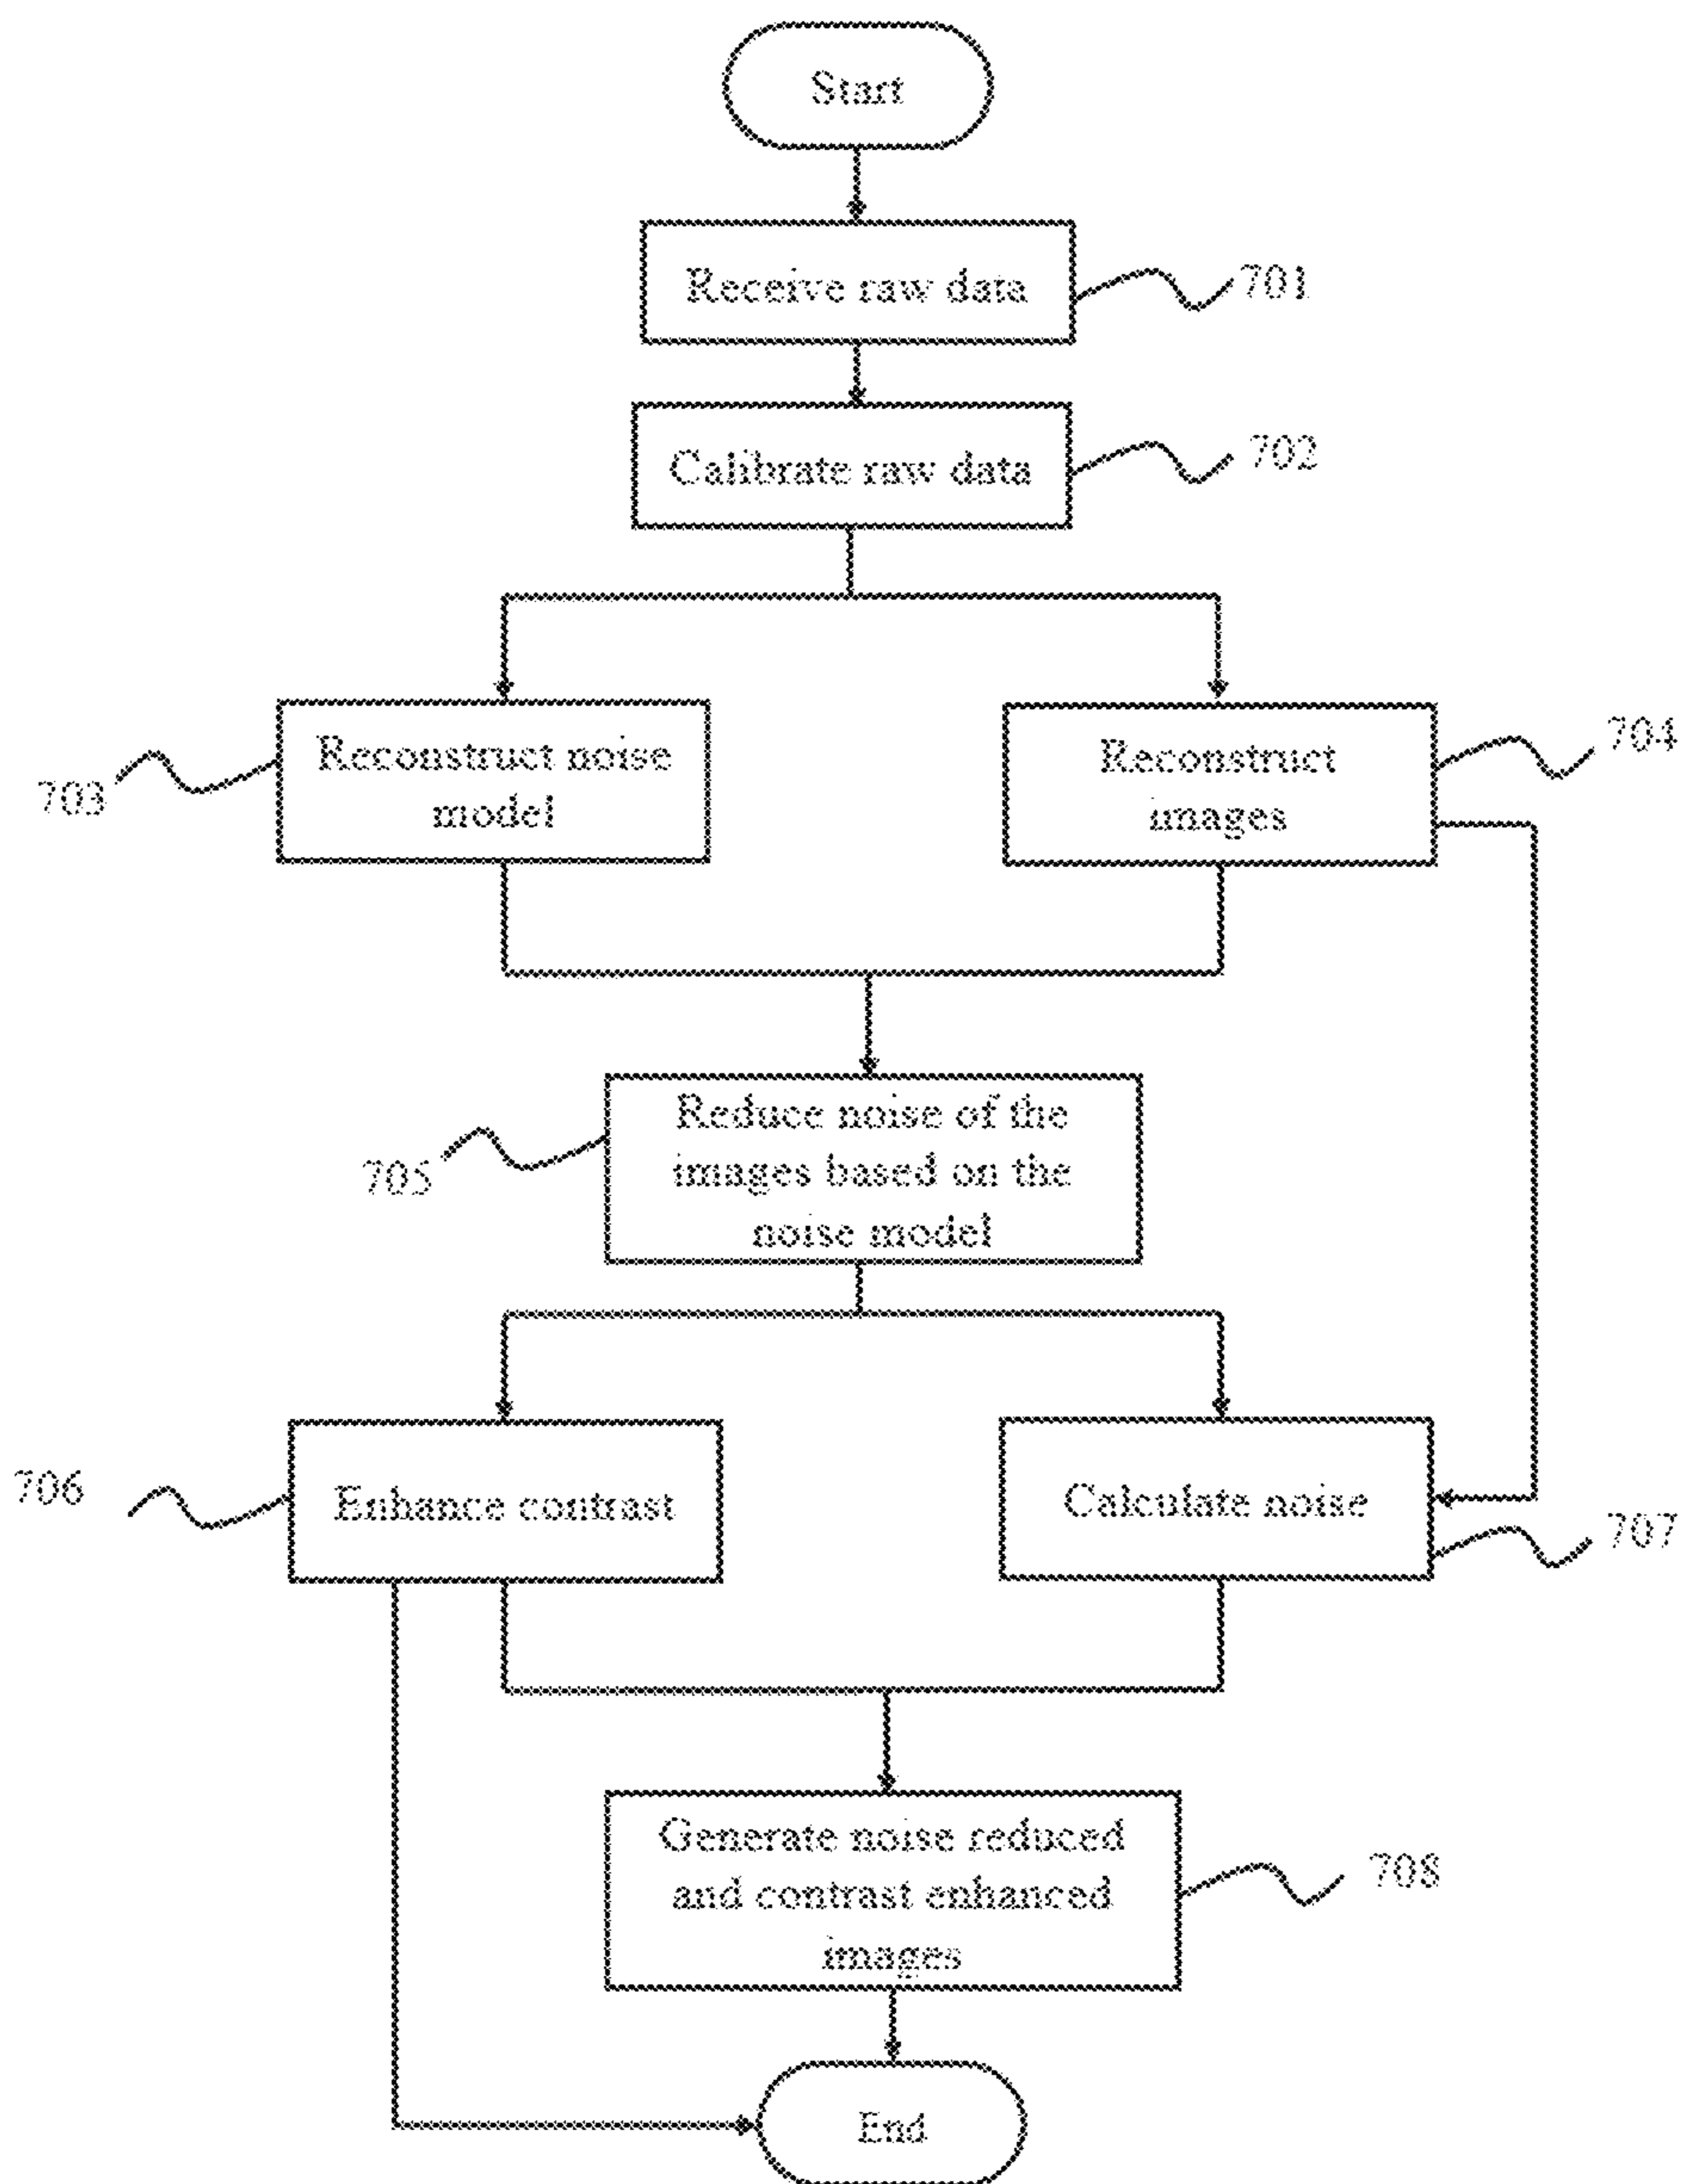 Start
Receive raw data
701
Calibrate raw data
702
Reconstruct noise
model
703
Reconstruct
images
704
Reduce noise of the
images based on the
noise model
705
Enhance contrast
706
Calculate noise
707
Generate noise reduced
and contrast enhanced
images
708
End